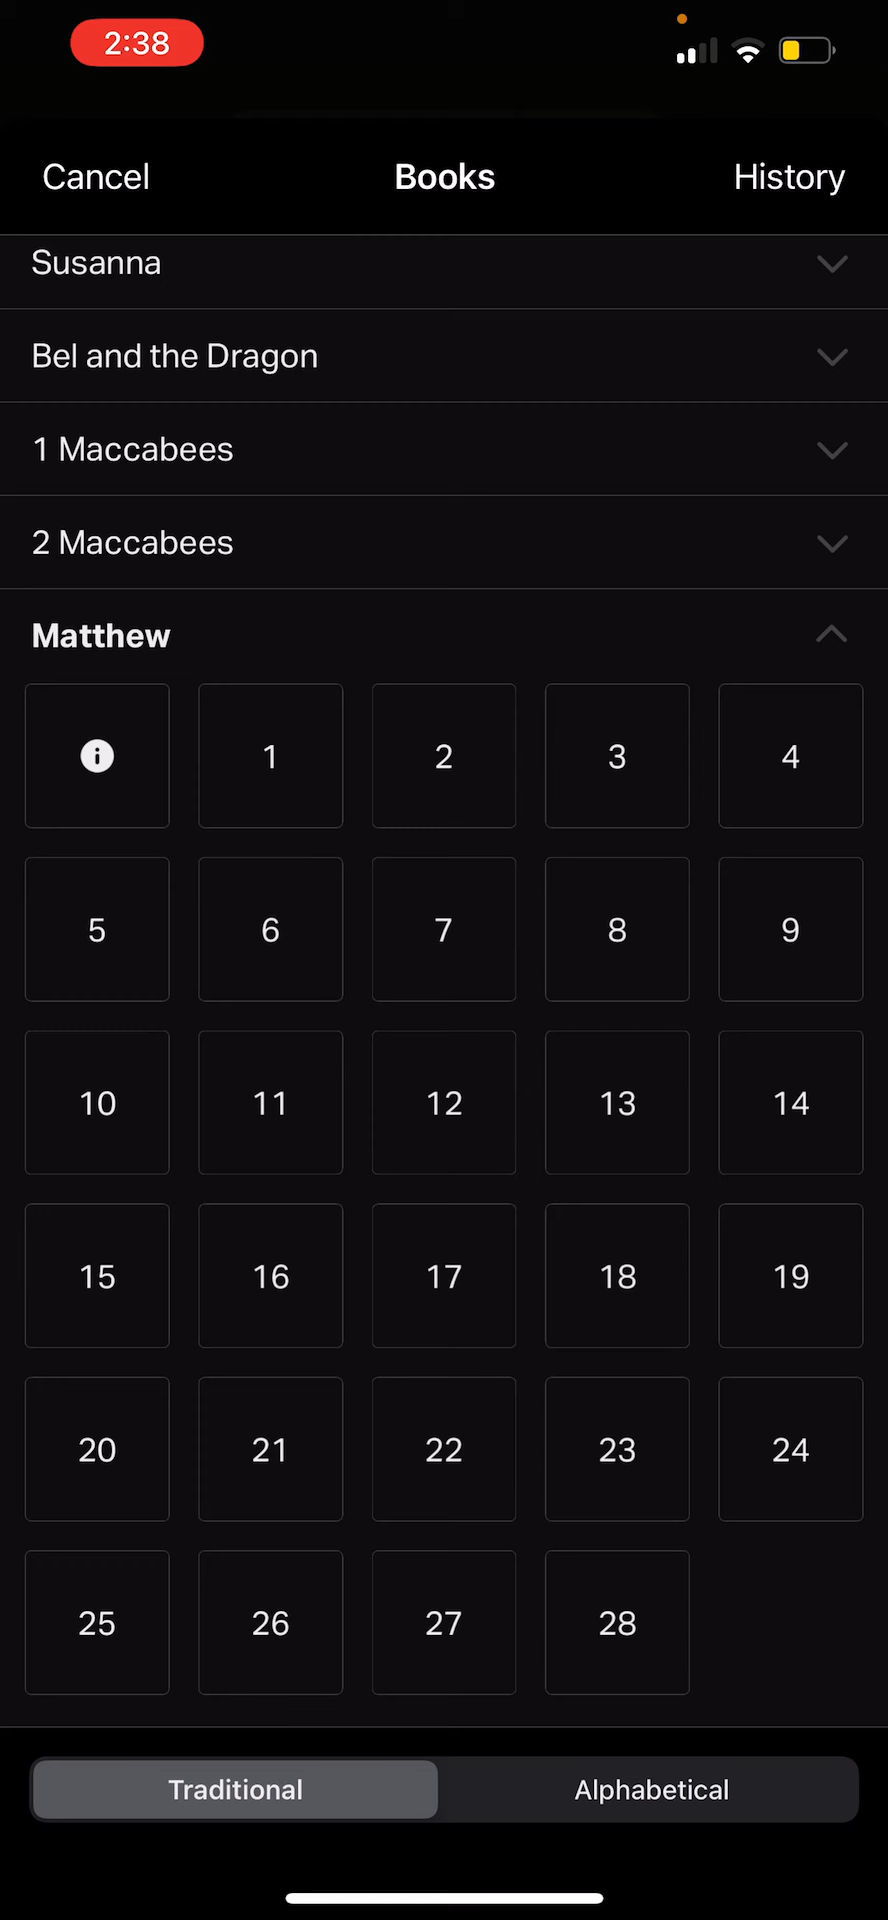 2:38
Cancel Books History
Susanna
Bel and the Dragon
1 Maccabees
2 Maccabees
Matthew
1 2 3 4
5 6 7 8 9
10 11 12 13 14
15 16 17 18 19
20 21 22 23 24
25 26 27 28
Traditional Alphabetical